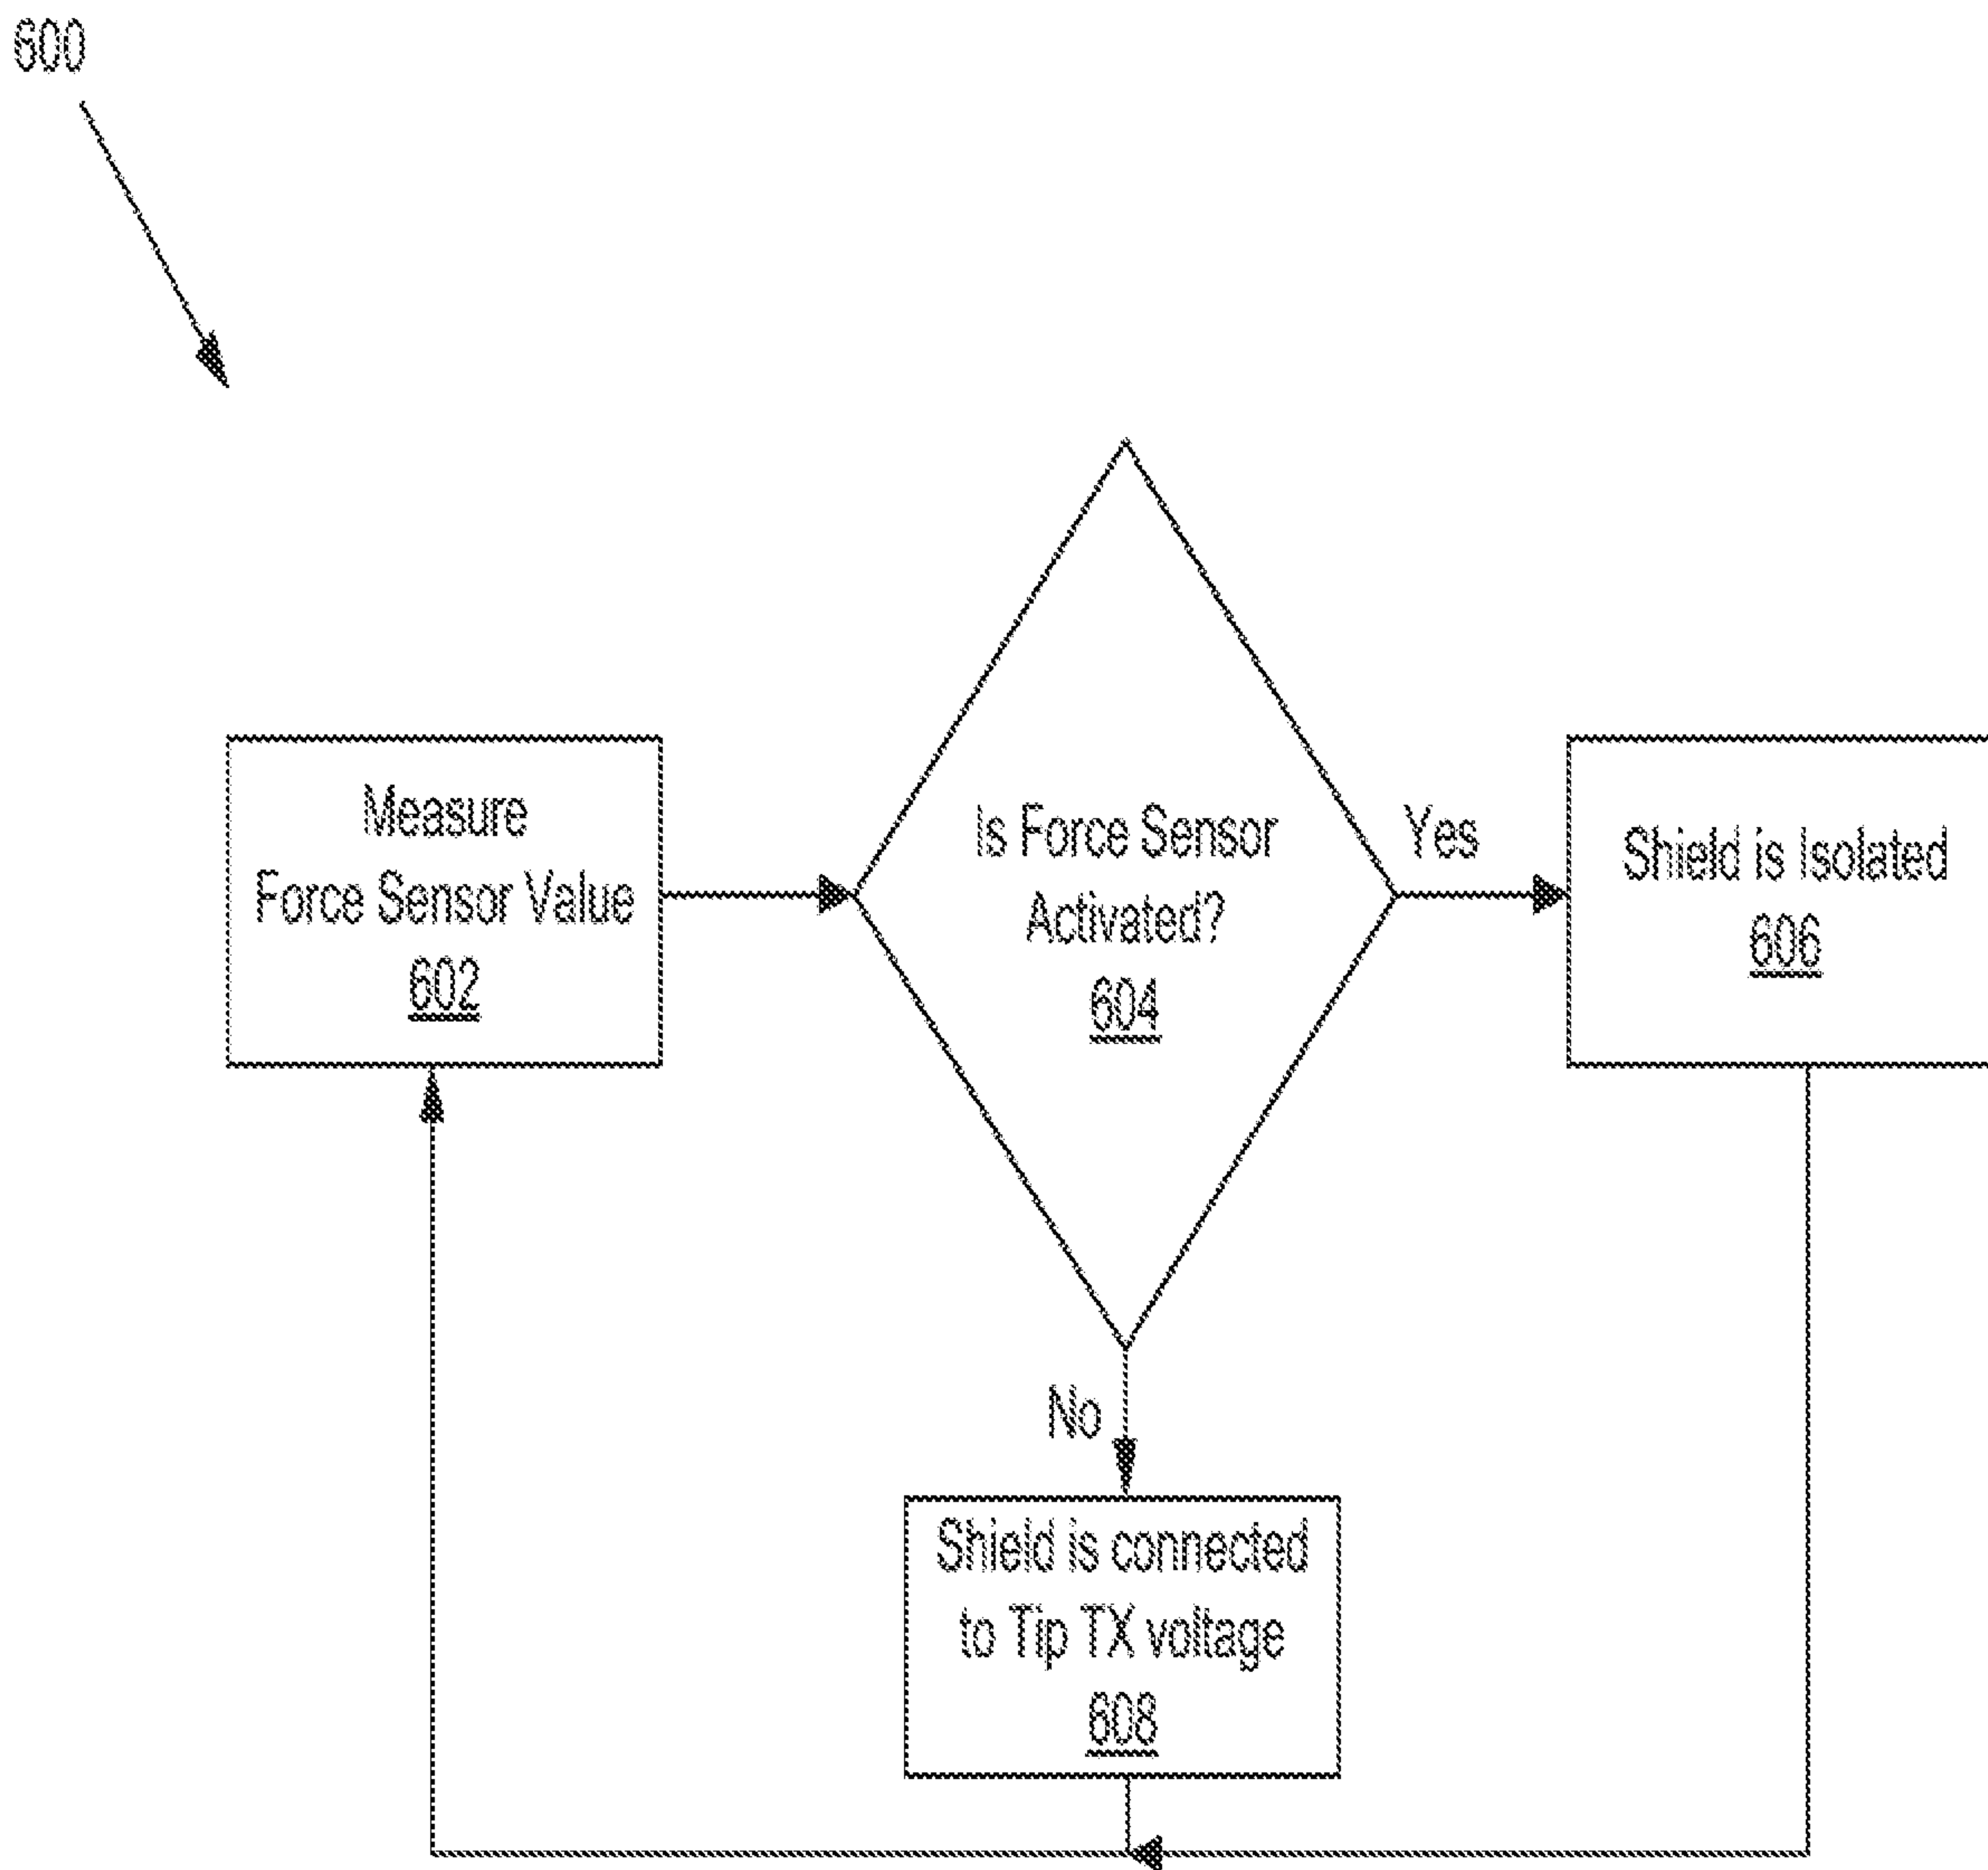 600
Measure
Force Sensor Value
602
Is Force Sensor
Activated?
604
Yes
Shield is Isolated
606
No
Shield is connected
to Tip TX voltage
608